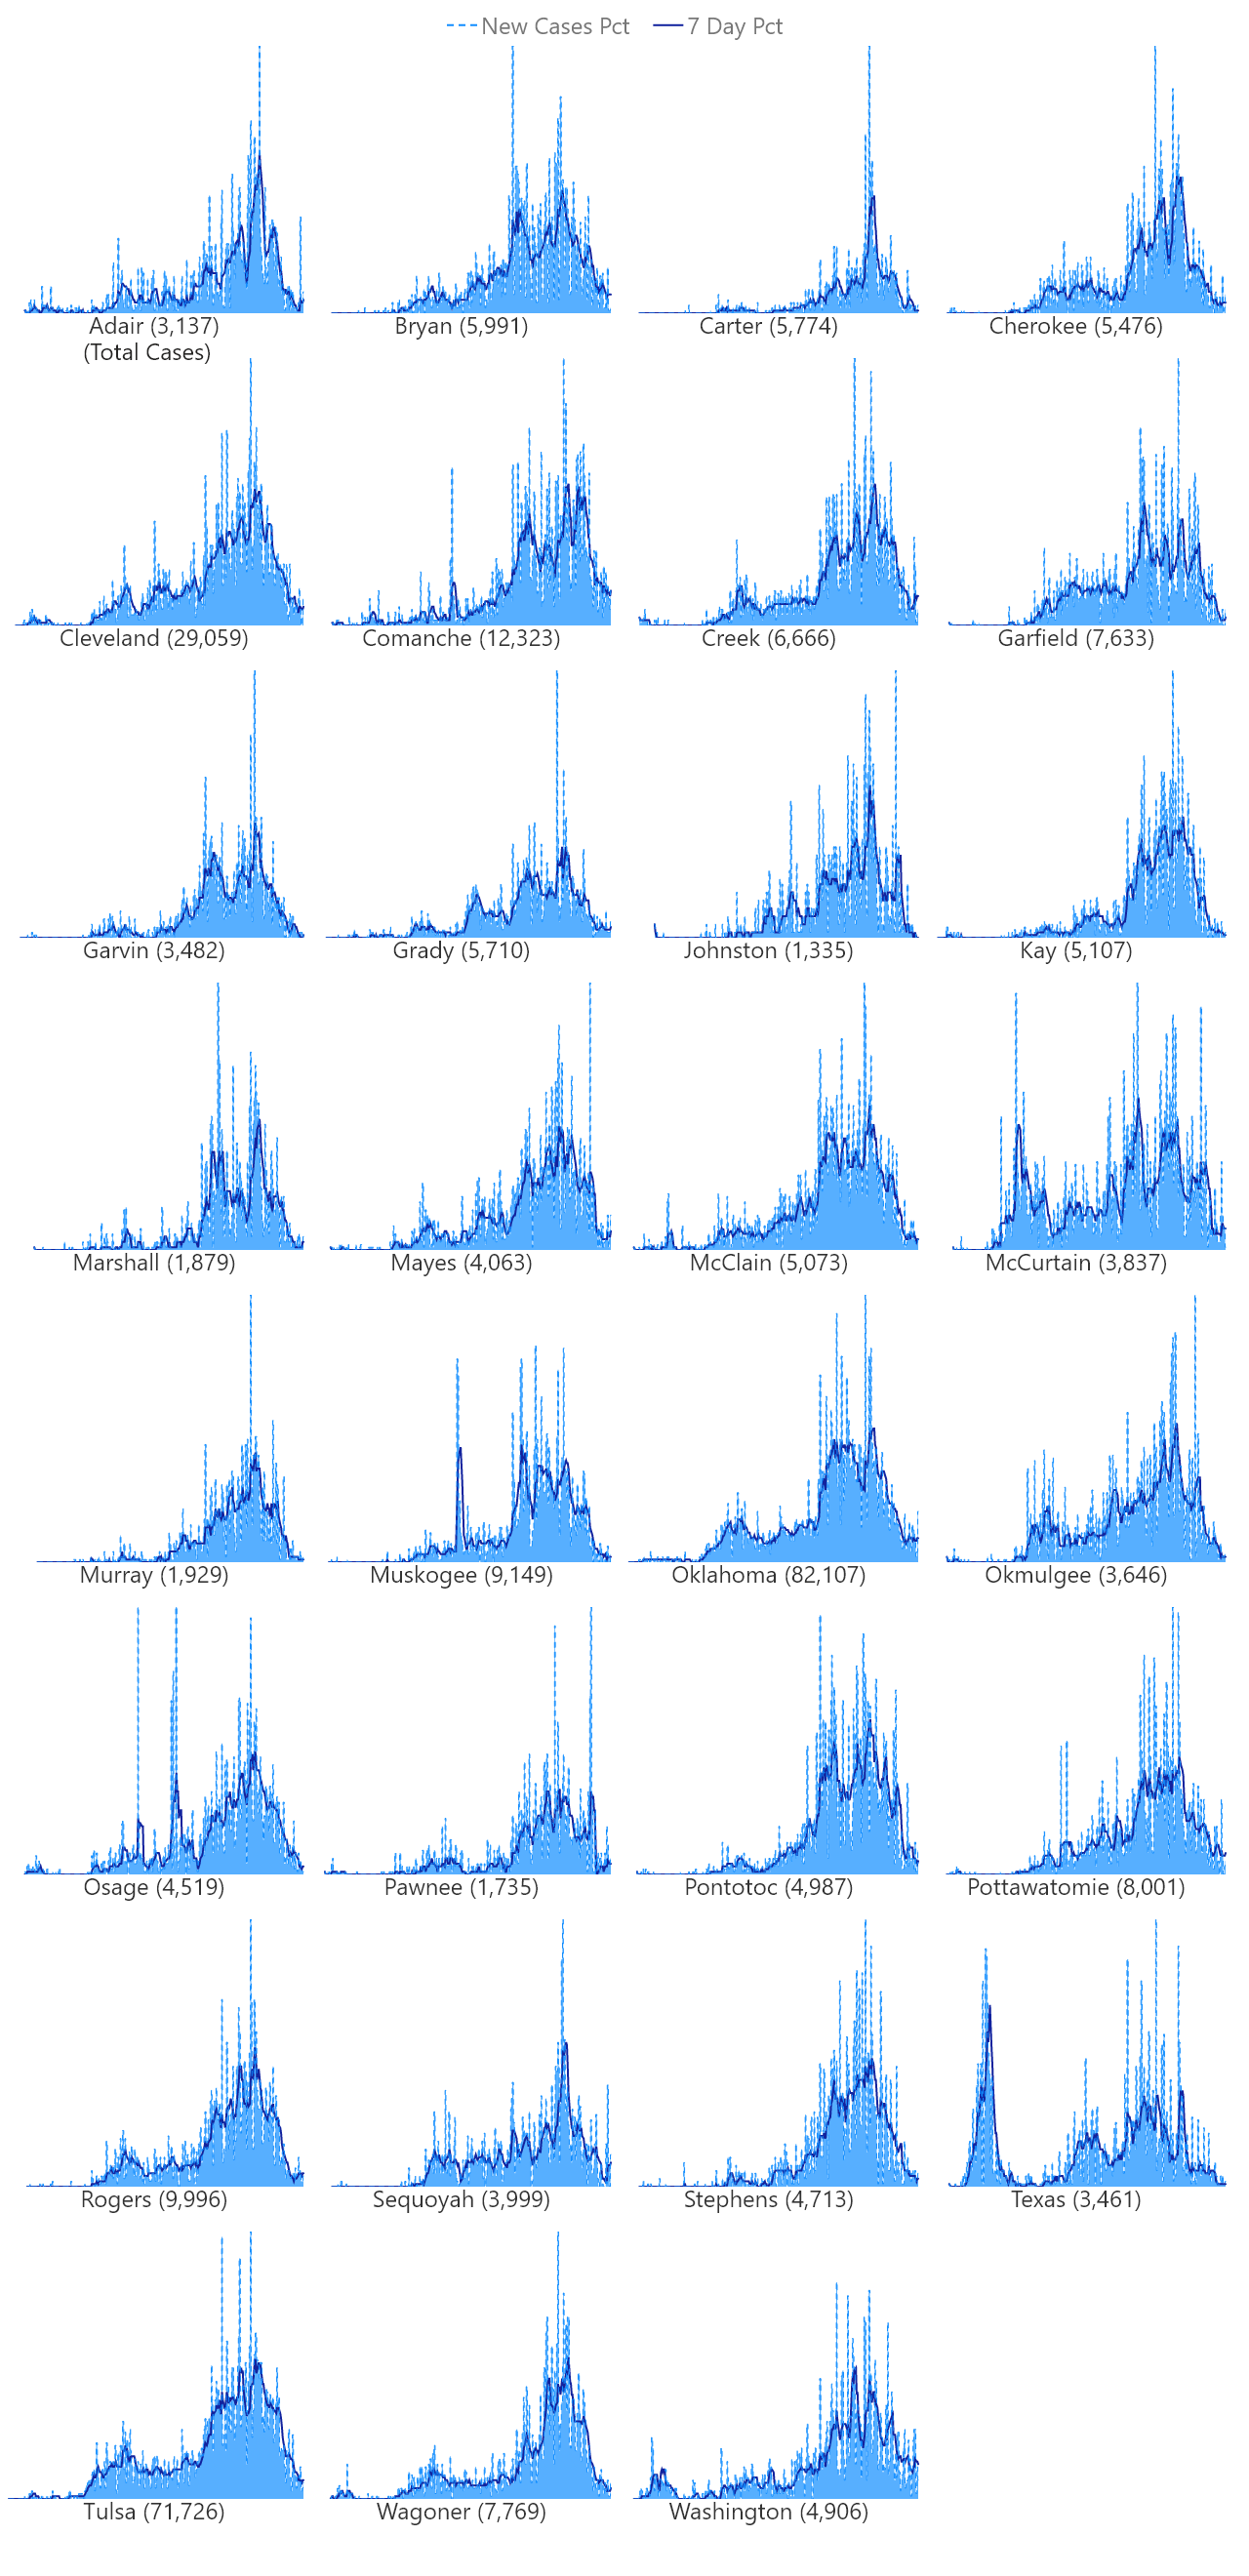 New Cases Pct 7 Day Pct
Adair (3,137) Bryan (5,991) Carter (5,774) Cherokee (5,476)
(Total Cases)
Cleveland (29,059) Comanche (12,323) Creek (6,666) Garfield (7,633)
Garvin (3,482) Grady (5,710) Johnston (1,335) Kay (5,107)
Marshall (1,879) Mayes (4,063) McClain (5,073) McCurtain (3,837)
Murray (1,929) Muskogee (9,149) Oklahoma (82,107) Okmulgee (3,646)
Osage (4,519) Pawnee (1,735) Pontotoc (4,987) Pottawatomie (8,001)
Rogers (9,996) Sequoyah (3,999) Stephens (4,713) Texas (3,461)
Tulsa (71,726) Wagoner (7,769) Washington (4,906)